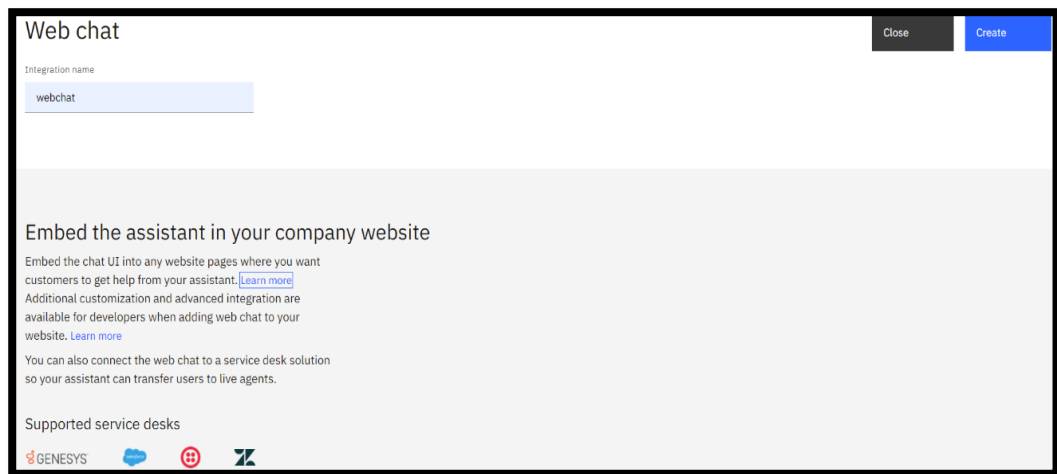 Web chat
Close
Create
Integration name
webchat
Embed the assistant in your company website
Embed the chat UI into any website pages where you want
customers to get help from your assistant. Learn more
Additional customization and advanced integration are
available for developers when adding web chat to your
website. Learn more
You can also connect the web chat to a service desk solution
so your assistant can transfer users to live agents.
Supported service desks
GENESYS
salesforce